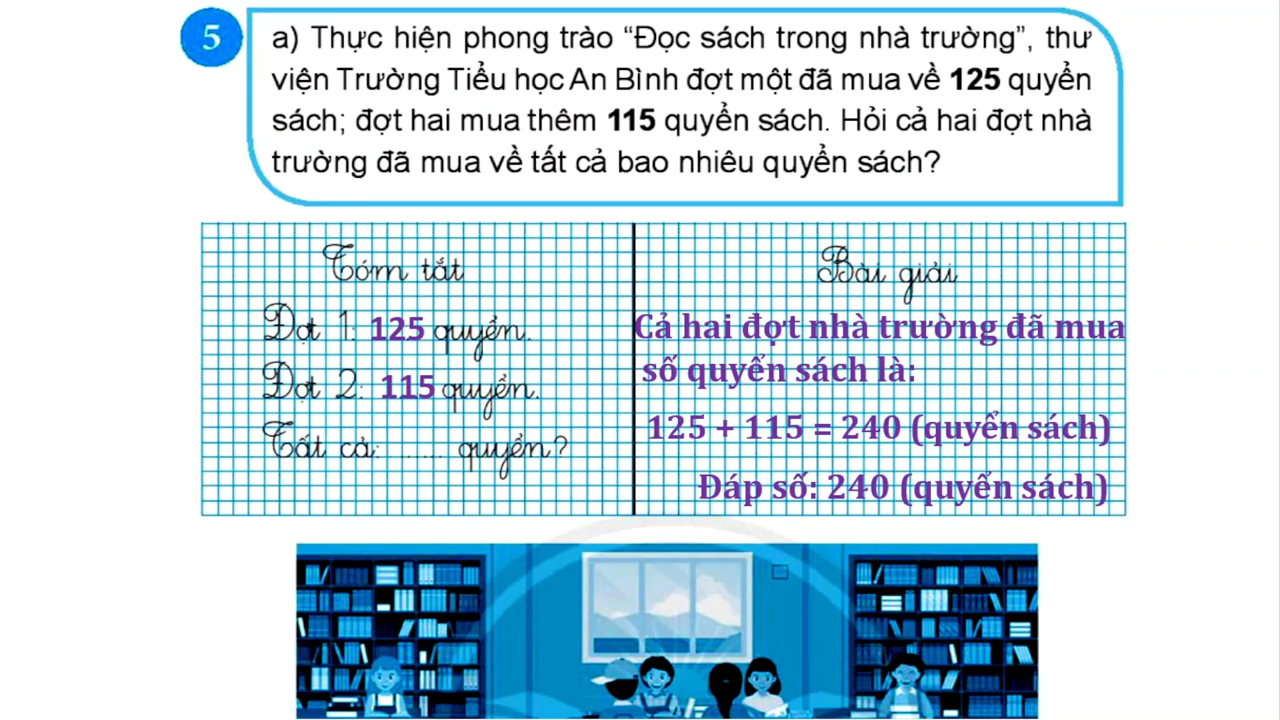 5
a) Thực hiện phong trào “Đọc sách trong nhà trường”, thư
viện Trường Tiểu học An Bình đợt một đã mua về 125 quyển
sách; đợt hai mua thêm 115 quyển sách. Hỏi cả hai đợt nhà
trường đã mua về tất cả bao nhiêu quyển sách?
Tóm tắt
Đợt 1: 125 quyển.
Đợt 2: 115 quyển.
Tất cả: ..... quyển?
Bài giải
Cả hai đợt nhà trường đã mua
số quyển sách là:
125 + 115 = 240 (quyển sách)
Đáp số: 240 (quyển sách)